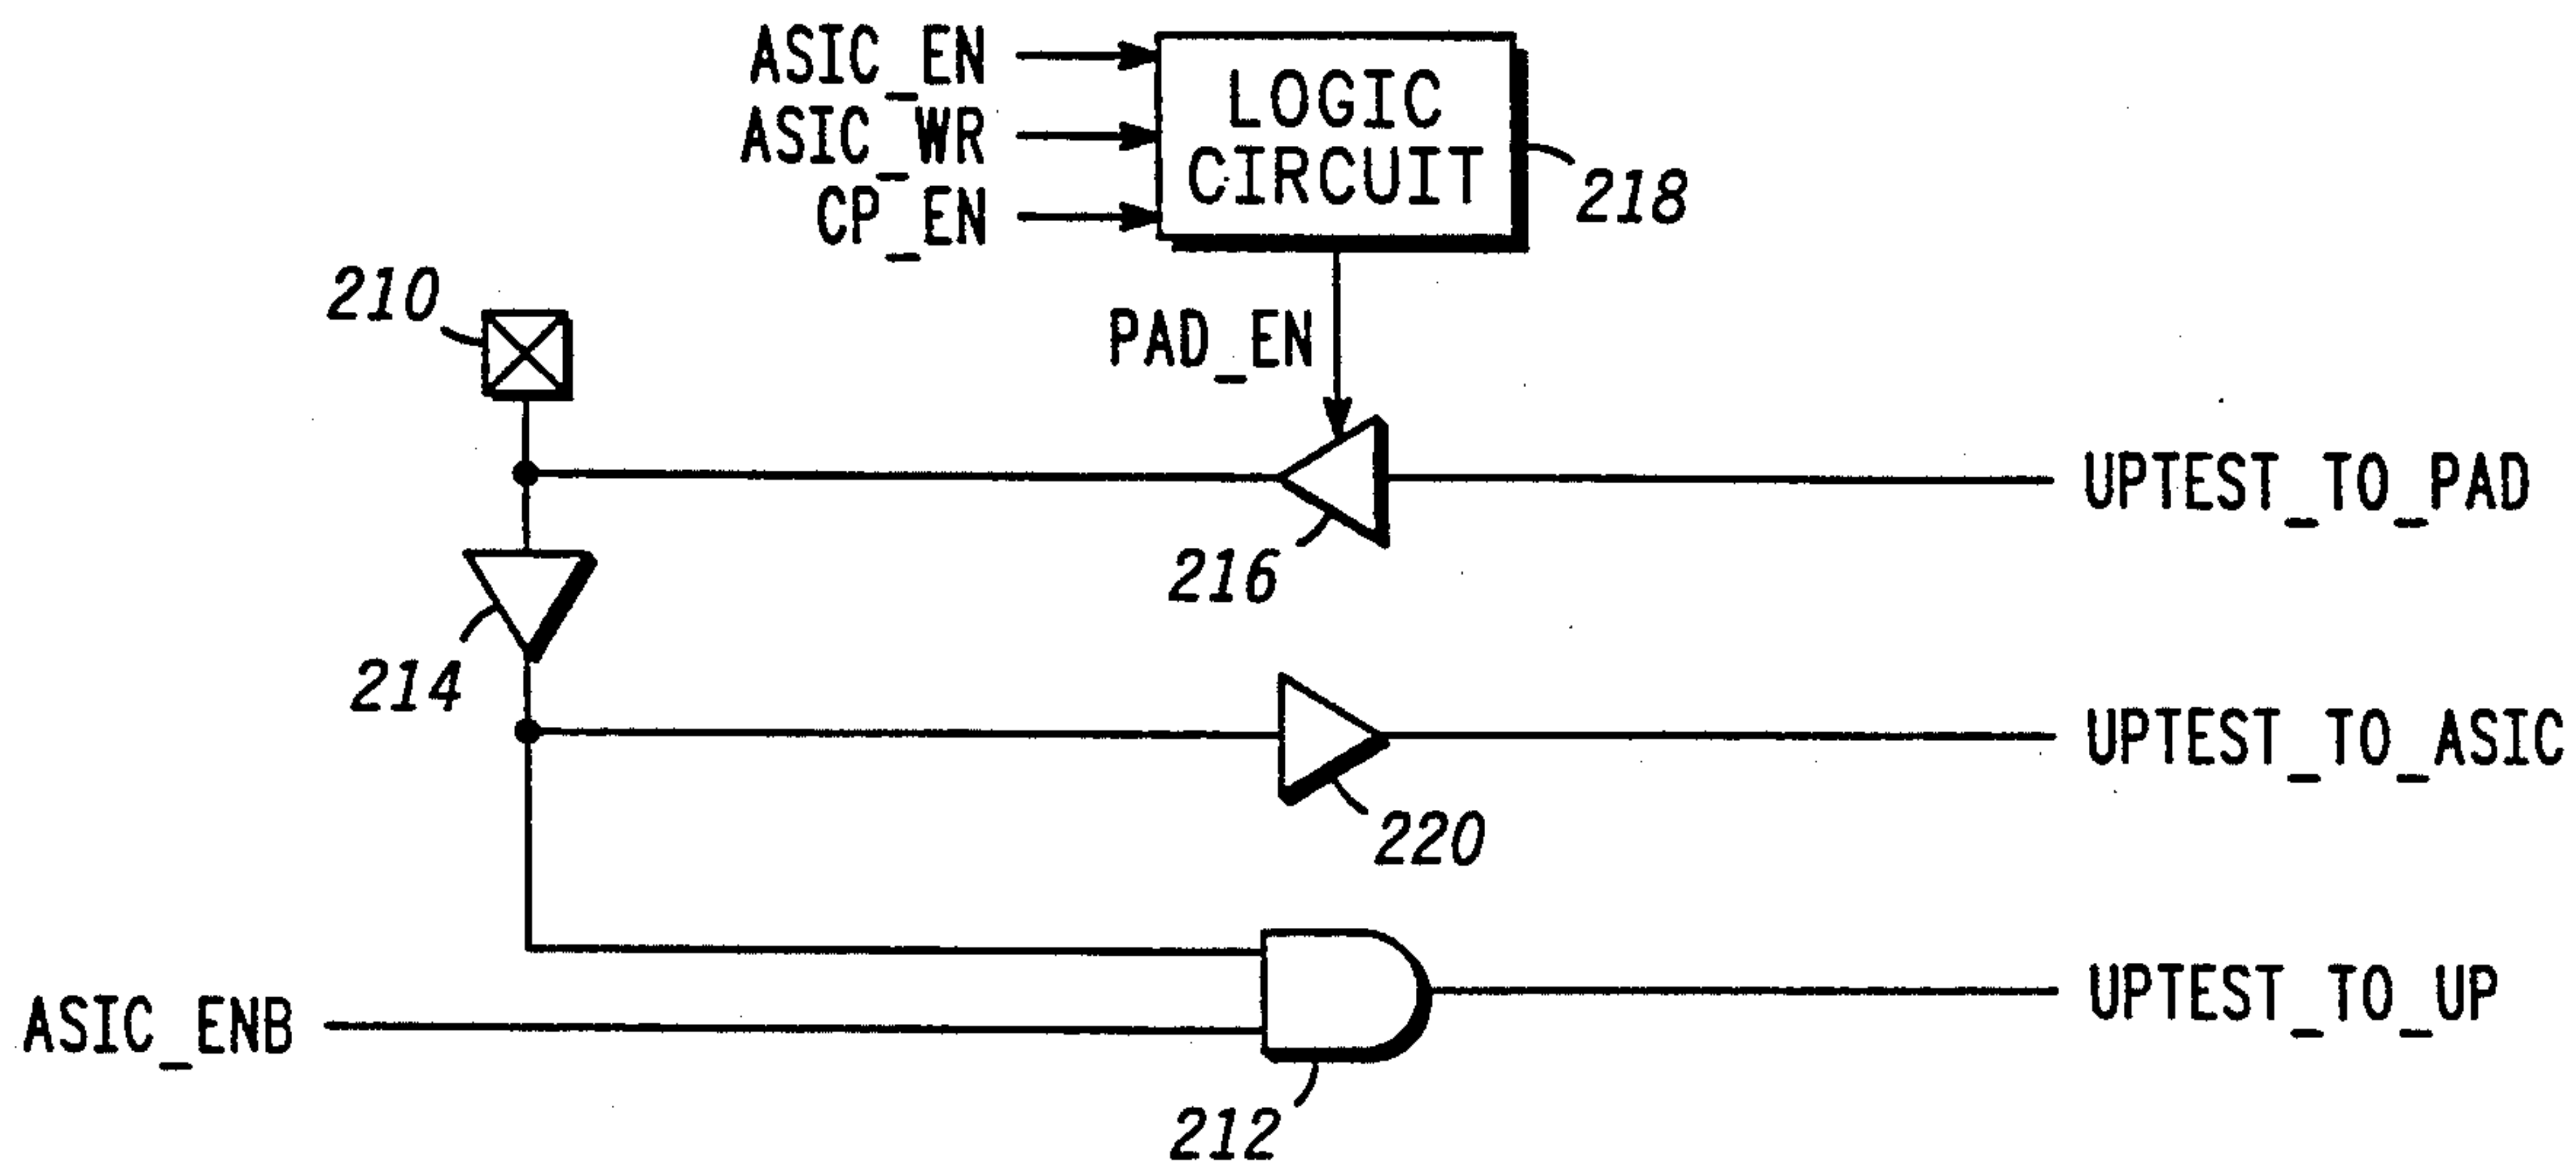 ASIC_EN
ASIC_WR
CP_EN
LOGIC
CIRCUIT
218
210
PAD_EN
UPTEST_TO_PAD
216
214
UPTEST_TO_ASIC
220
ASIC_ENB
UPTEST_TO_UP
212